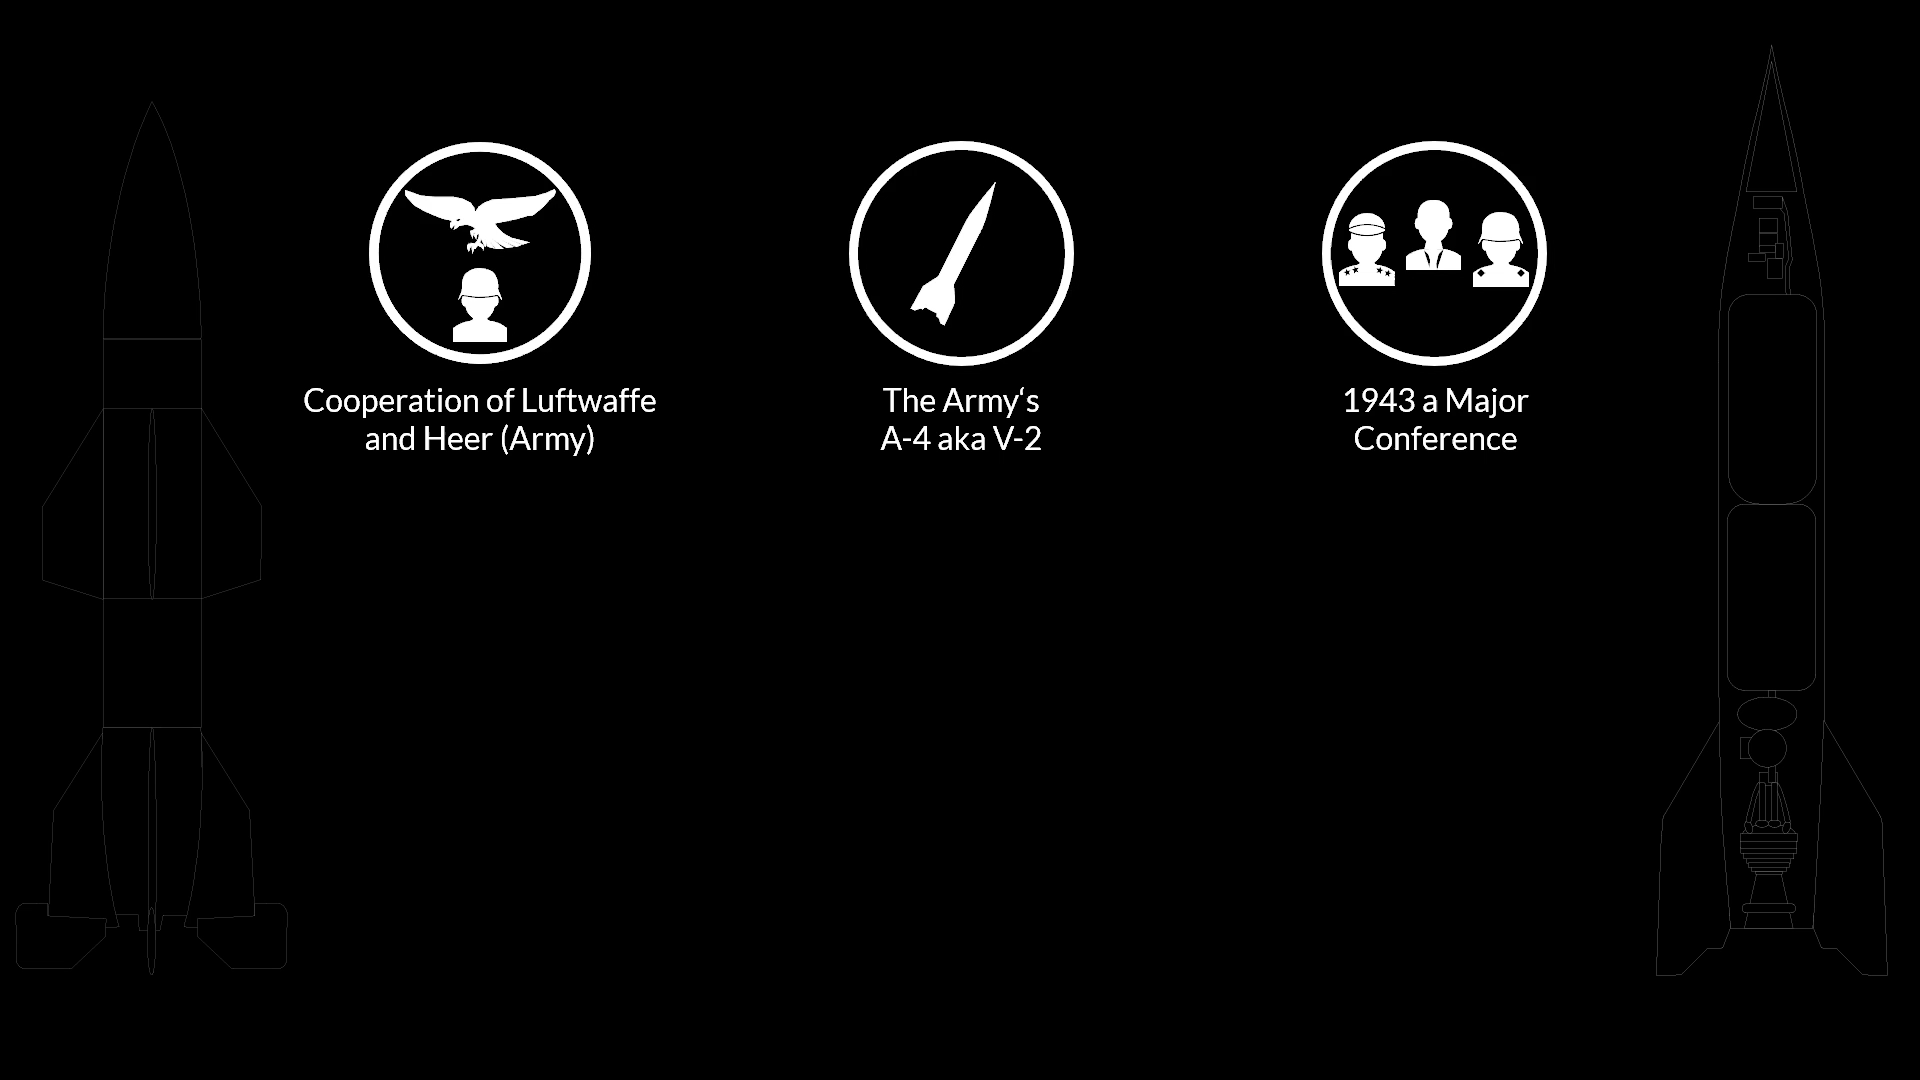 Cooperation of Luftwaffe
and Heer (Army)
The Army‘s
A-4 aka V-2
1943 a Major
Conference